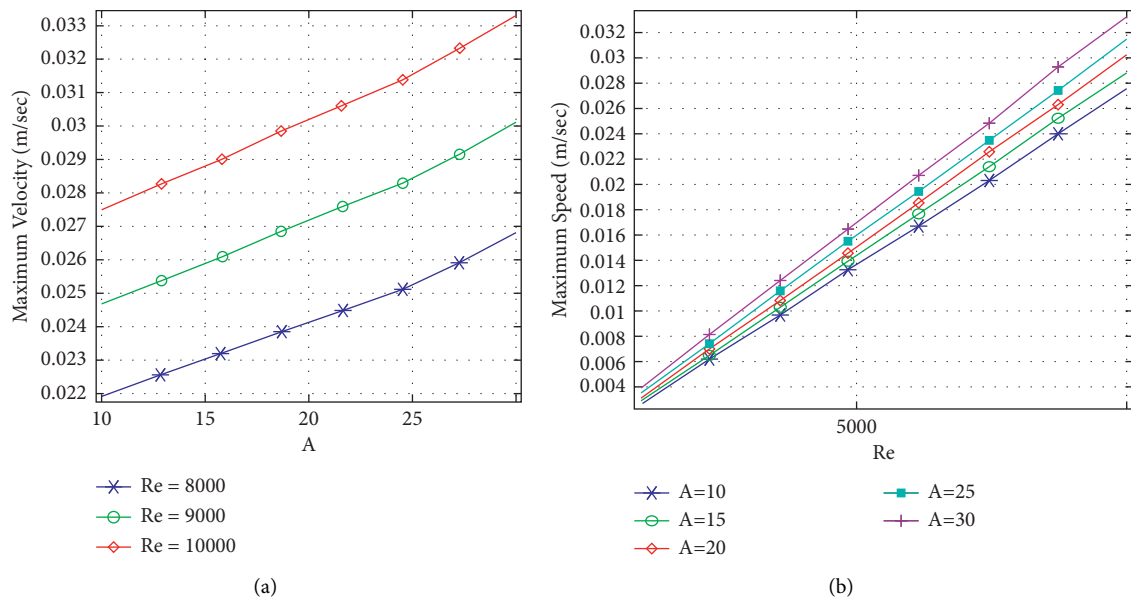 0.033
0.032
0.031
0.03
0.029
0.028
0.027
0.026
0.025
0.024
0.023
0.022
Maximum Velocity (m/sec)
10
15
20
25
A
Re = 8000
Re = 9000
Re = 10000
(a)
0.032
0.03
0.028
0.026
0.024
0.022
0.02
0.018
0.016
0.014
0.012
0.01
0.008
0.006
0.004
Maximum Speed (m/sec)
5000
Re
A=10
A=15
A=20
A=25
A=30
(b)